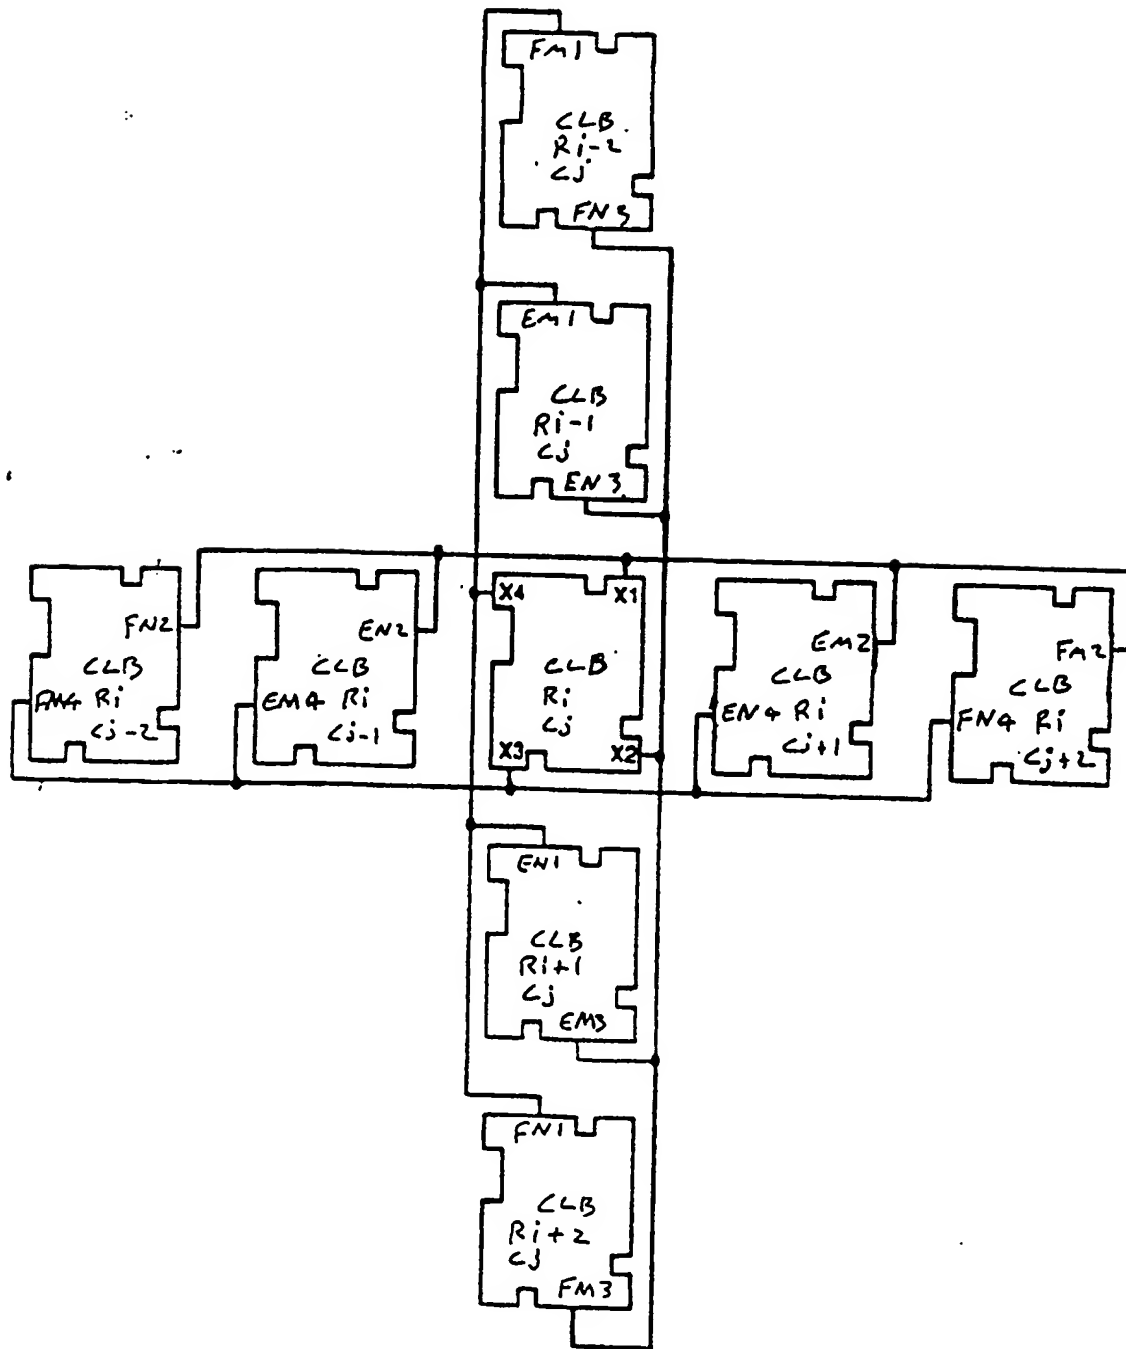 FM1
CLB
Ri-2
Cj
FN3
EM1
CLB
Ri-1
Cj
EN3
FN2
CLB
FM4 Ri
Cj-2
EN2
CLB
EM4 Ri
Cj-1
X4 X1
CLB
Ri
Cj
X3 X2
EM2
CLB
EN4 Ri
Cj+1
FM2
CLB
FN4 Ri
Cj+2
EN1
CLB
Ri+1
Cj
EM3
FN1
CLB
Ri+2
Cj
FM3